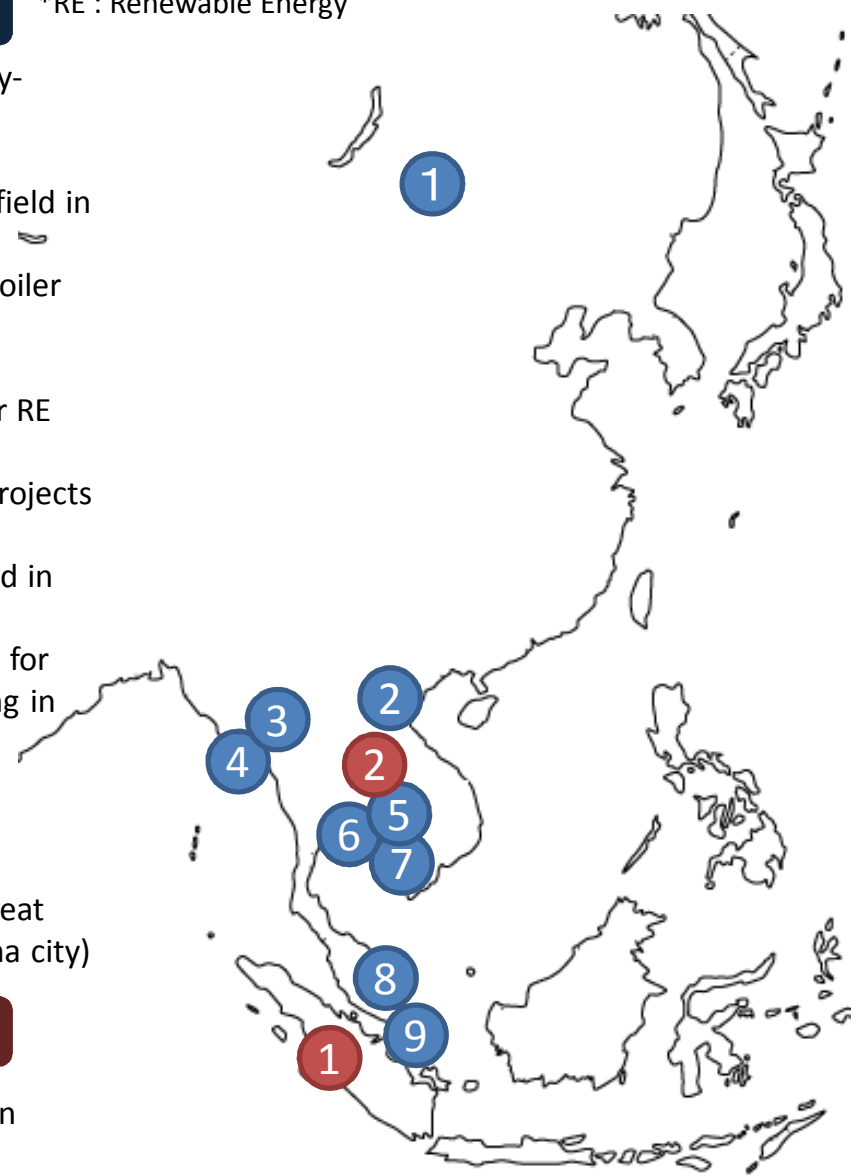 *RE : Renewable Energy
y-
field in
oiler
r RE
rojects
d in
for
g in
eat
a city)
n
1
2
3
4
2
5
6
7
8
9
1